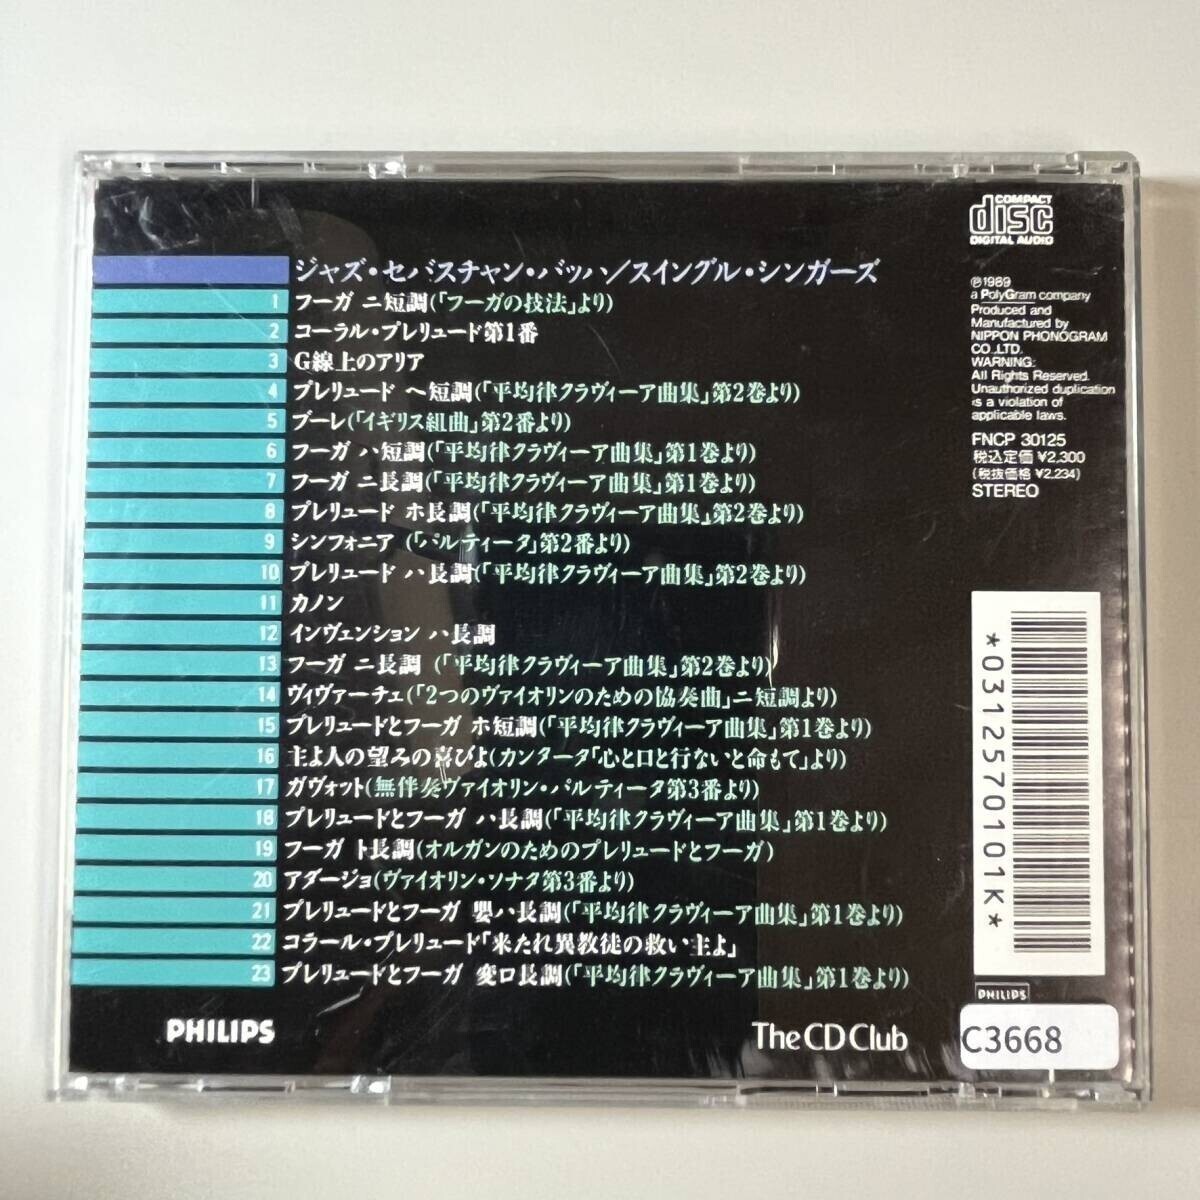 ジャズ・セバスチャン・バッハ/スイングル・シンガーズ
1 フーガ ニ短調(「フーガの技法」より)
2 コーラル・プレリュード第1番
3 G線上のアリア
4 プレリュード ヘ短調(「平均律クラヴィーア曲集」第2巻より)
5 ブーレ(「イギリス組曲」第2番より)
6 フーガ ハ短調(「平均律クラヴィーア曲集」第1巻より)
7 フーガ ニ長調(「平均律クラヴィーア曲集」第1巻より)
8 プレリュード ホ長調(「平均律クラヴィーア曲集」第2巻より)
9 シンフォニア (「パルティータ」第2番より)
10 プレリュード ハ長調(「平均律クラヴィーア曲集」第2巻より)
11 カノン
12 インヴェンション ハ長調
13 フーガ ニ長調 (「平均律クラヴィーア曲集」第2巻より)
14 ヴィヴァーチェ(「2つのヴァイオリンのための協奏曲」ニ短調より)
15 プレリュードとフーガ ホ短調(「平均律クラヴィーア曲集」第1巻より)
16 主よ人の望みの喜びよ(カンタータ「心と口と行ないと命もて」より)
17 ガヴォット(無伴奏ヴァイオリン・パルティータ第3番より)
18 プレリュードとフーガ ハ長調(「平均律クラヴィーア曲集」第1巻より)
19 フーガ ト長調(オルガンのためのプレリュードとフーガ)
20 アダージョ(ヴァイオリン・ソナタ第3番より)
21 プレリュードとフーガ 嬰ハ長調(「平均律クラヴィーア曲集」第1巻より)
22 コラール・プレリュード「来たれ異教徒の救い主よ」
23 プレリュードとフーガ 変ロ長調(「平均律クラヴィーア曲集」第1巻より)
PHILIPS
The CD Club
COMPACT
disc
DIGITAL AUDIO
℗1989
a PolyGram company
Produced and
Manufactured by
NIPPON PHONOGRAM
CO.,LTD.
WARNING:
All Rights Reserved.
Unauthorized duplication
is a violation of
applicable laws.
FNCP 30125
税込定価 ¥2,300
(税抜価格 ¥2,234)
STEREO
*0312570101K*
PHILIPS
C3668